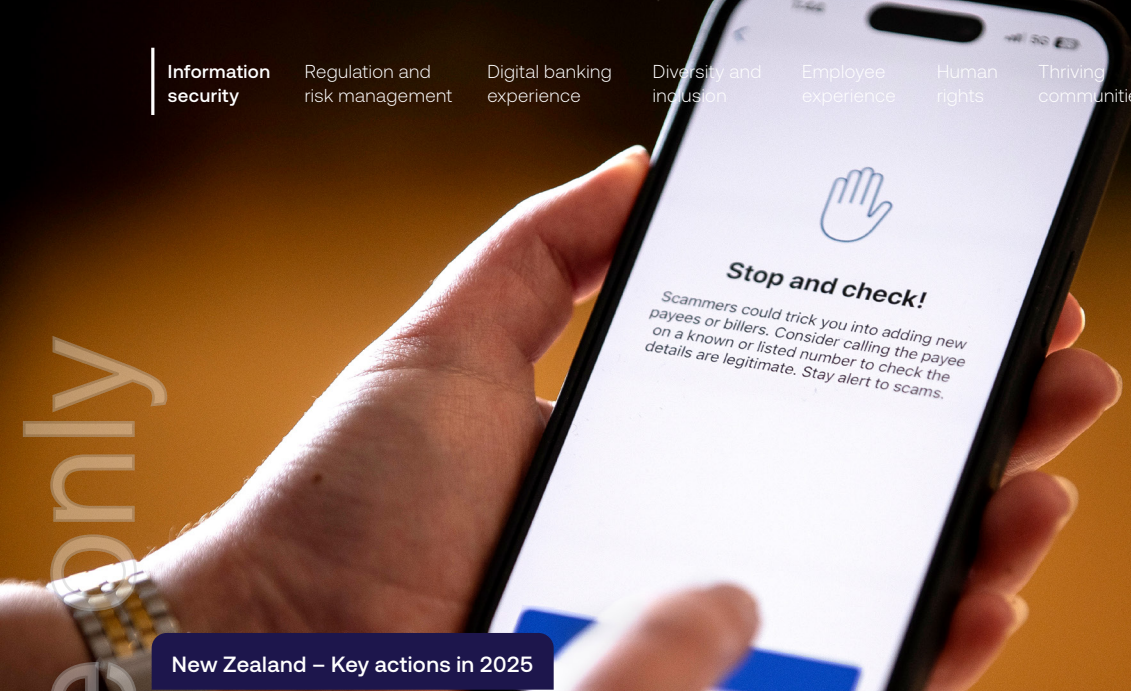 Information
security
Regulation and
risk management
Digital banking
experience
Diversity and
inclusion
Employee
experience
Human
rights
Thriving
5G
Stop and check!
Scammers could trick you into adding new
payees or billers. Consider calling the payee
on a known or listed number to check the
details are legitimate. Stay alert to scams.
only
New Zealand – Key actions in 2025